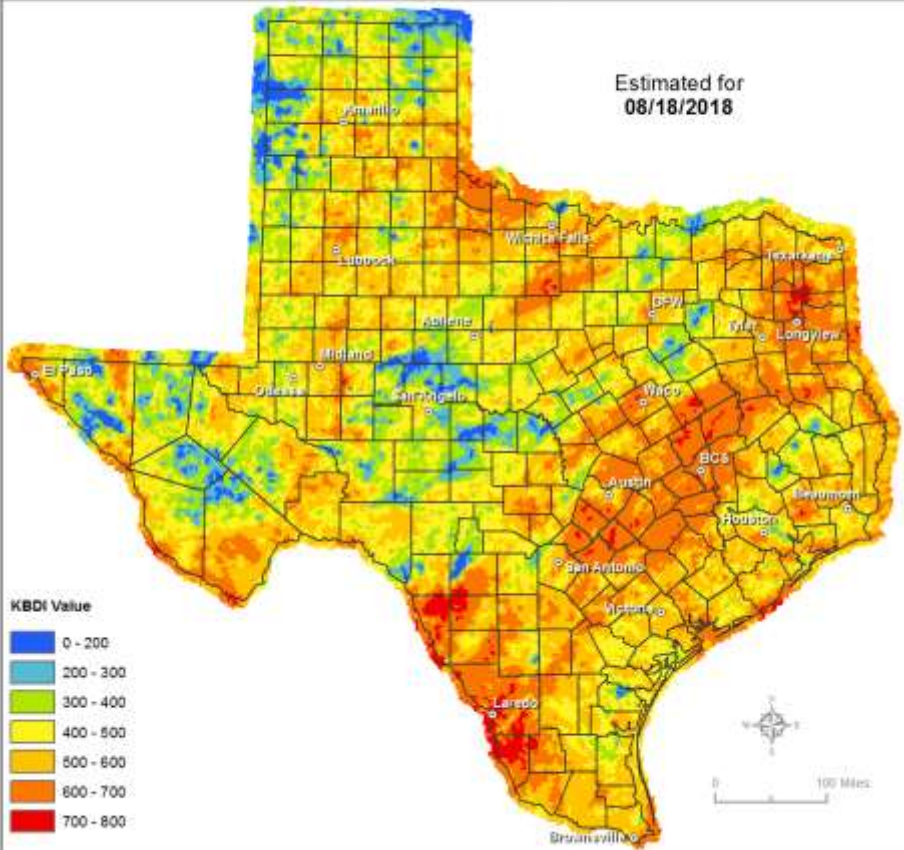 Estimated for
08/18/2018
Amarillo
Wichita Falls
Texarkana
Lubbock
DFW
Abilene
Tyler
Longview
Midland
El Paso
Odessa
San Angelo
Waco
BCS
Austin
Beaumont
Houston
San Antonio
Victoria
Laredo
Brownsville
KBDI Value
0 - 200
200 - 300
300 - 400
400 - 500
500 - 600
600 - 700
700 - 800
N
W E
S
0 100 Miles